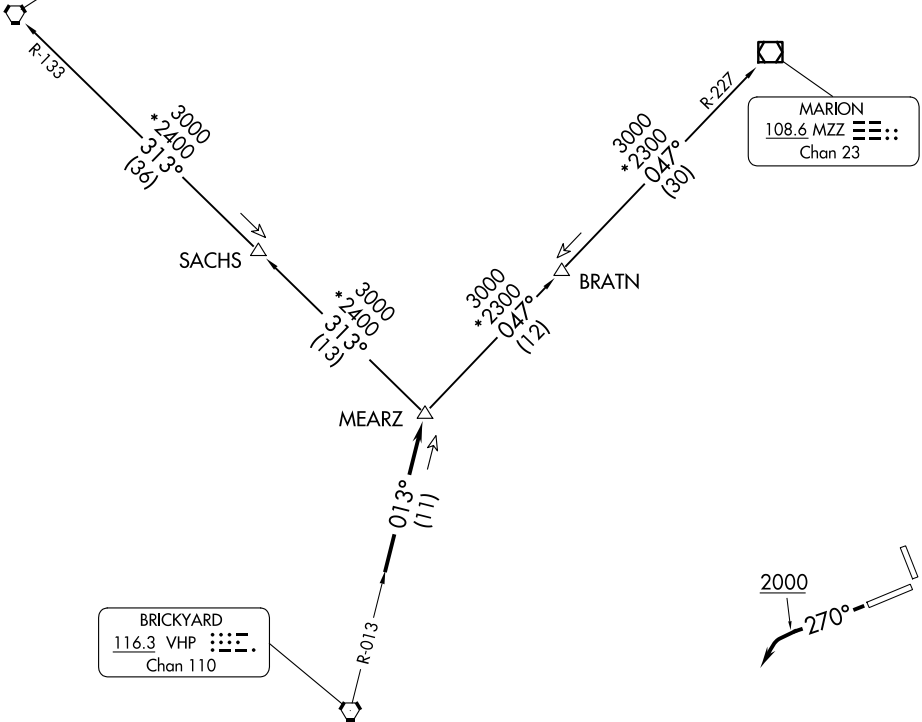 R-133
3000
*2400
313°
(36)
SACHS
3000
*2400
313°
(13)
R-227
MARION
108.6 MZZ
Chan 23
3000
*2300
047°
(30)
BRATN
3000
*2300
047°
(12)
MEARZ
013°
(11)
R-013
BRICKYARD
116.3 VHP
Chan 110
2000
270°